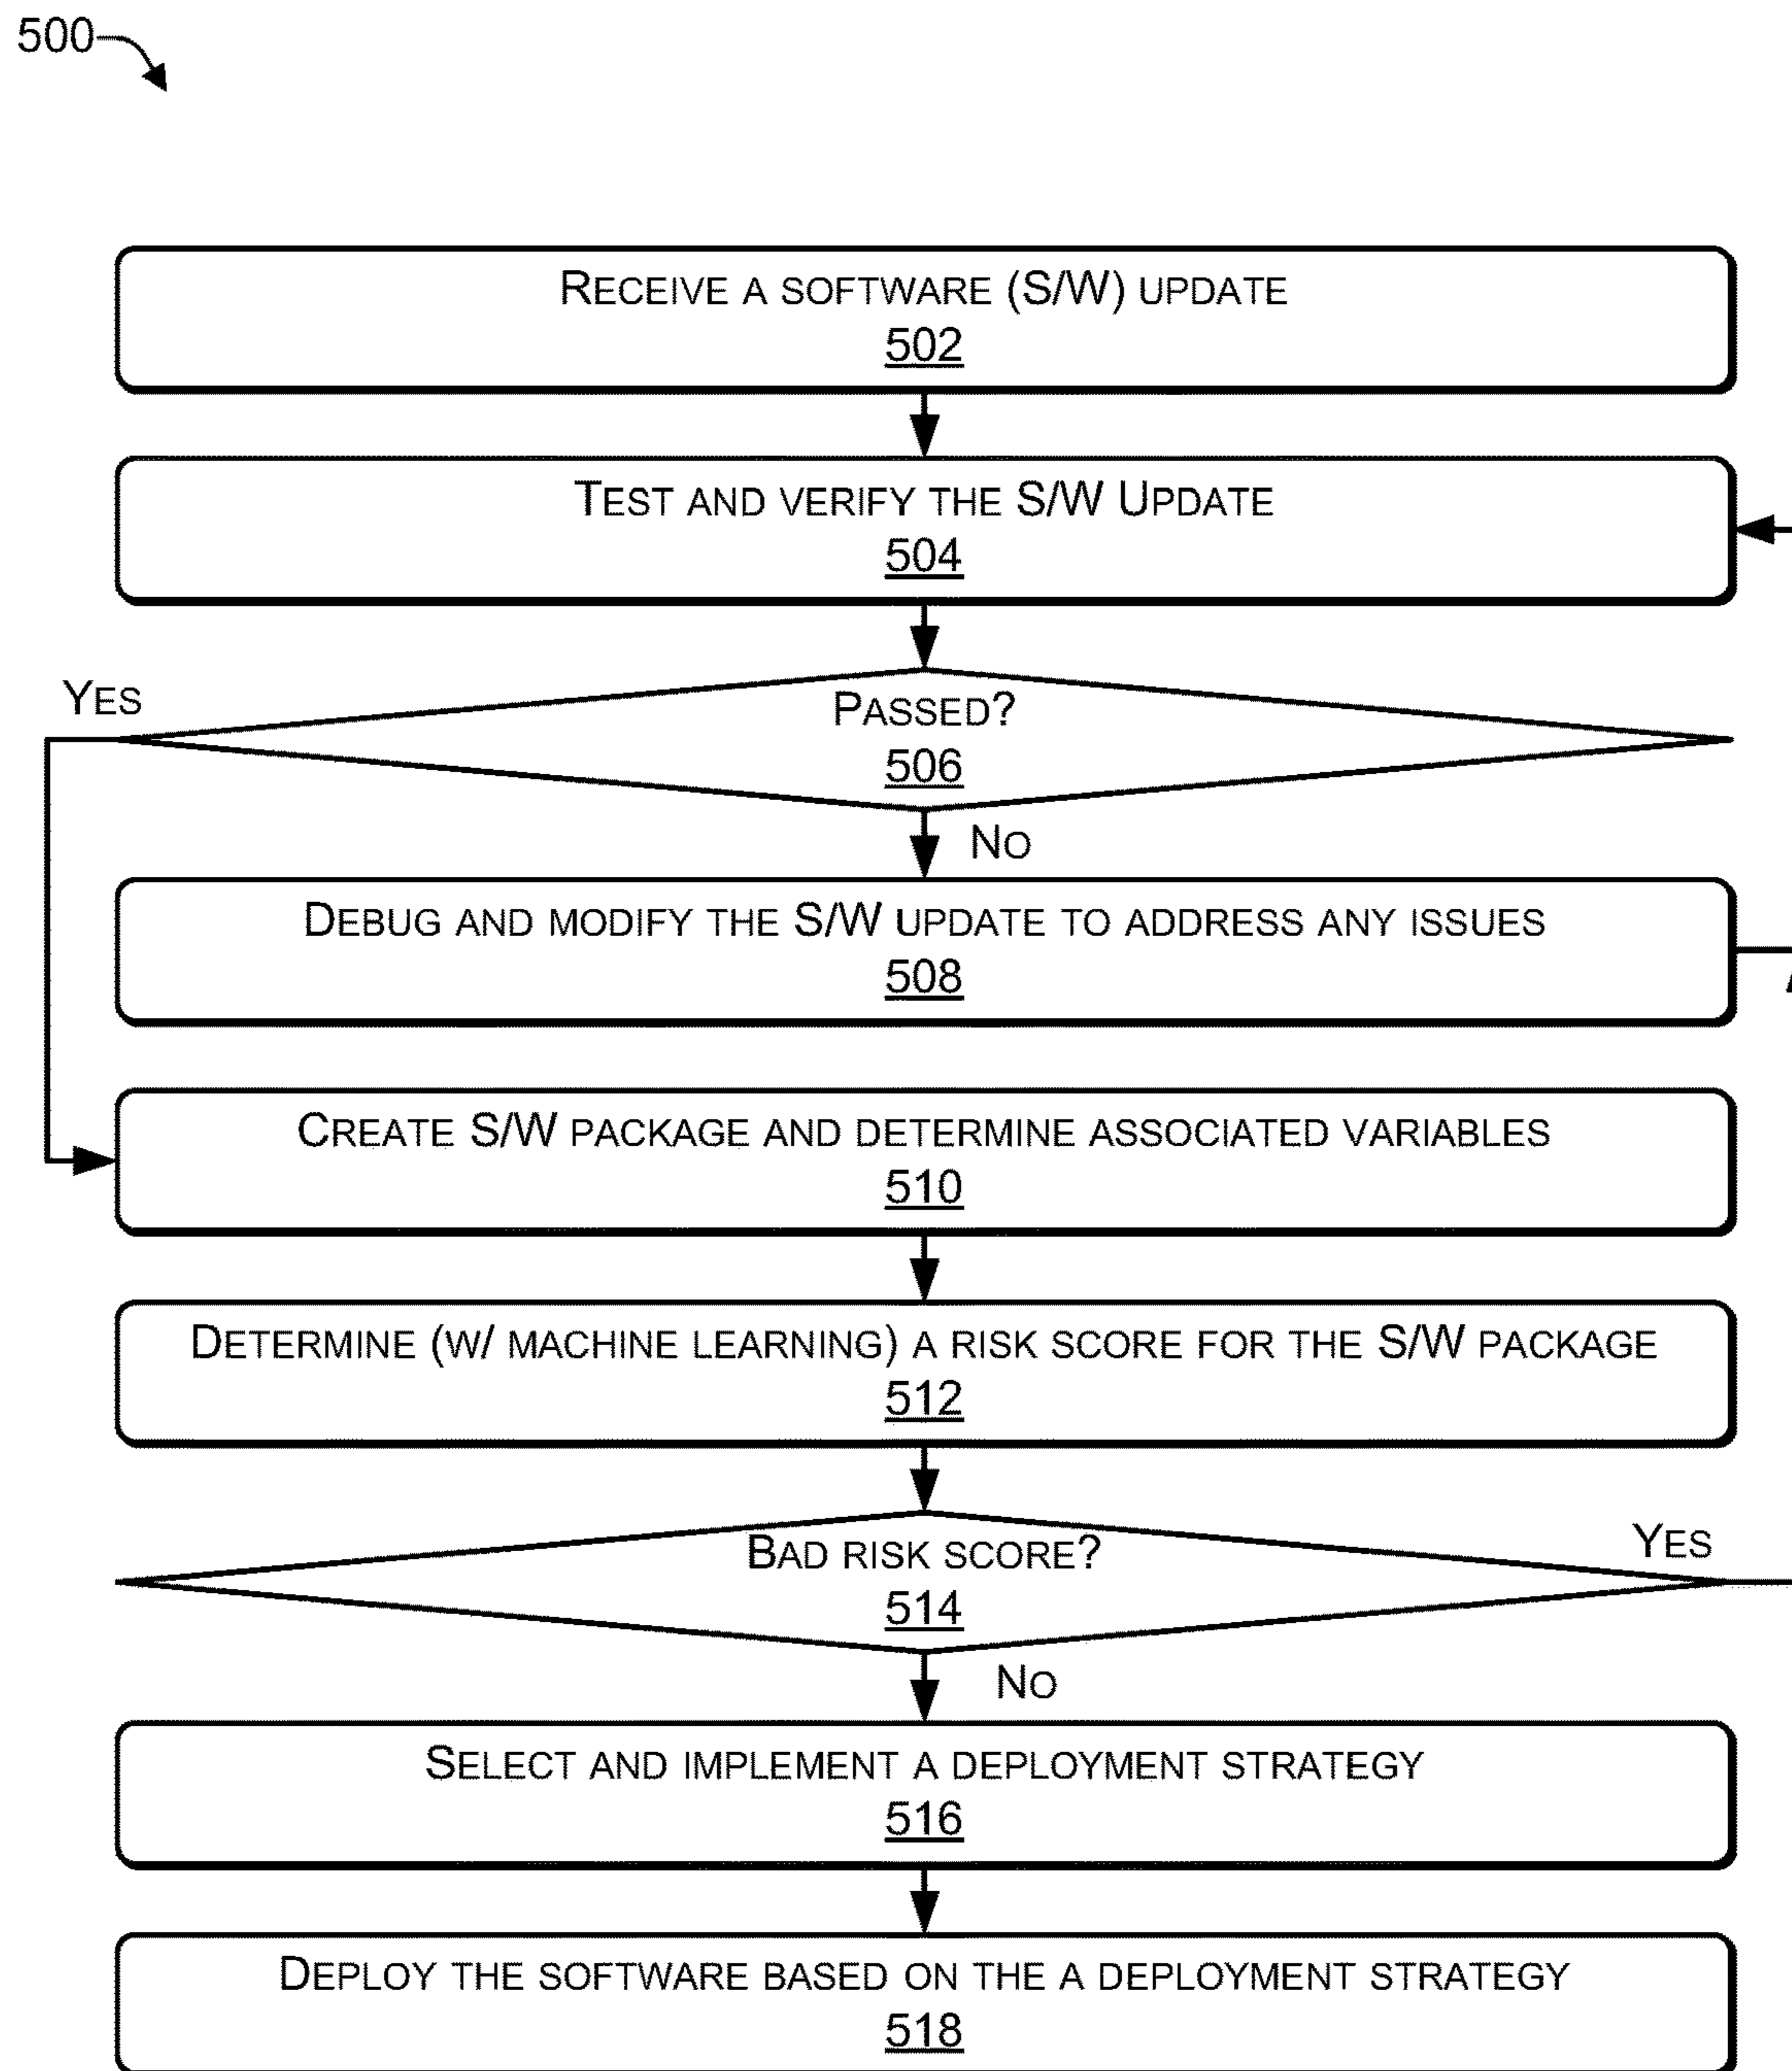 500
RECEIVE A SOFTWARE (S/W) UPDATE
502
TEST AND VERIFY THE S/W UPDATE
504
YES
PASSED?
506
NO
DEBUG AND MODIFY THE S/W UPDATE TO ADDRESS ANY ISSUES
508
CREATE S/W PACKAGE AND DETERMINE ASSOCIATED VARIABLES
510
DETERMINE (W/ MACHINE LEARNING) A RISK SCORE FOR THE S/W PACKAGE
512
BAD RISK SCORE?
YES
514
NO
SELECT AND IMPLEMENT A DEPLOYMENT STRATEGY
516
DEPLOY THE SOFTWARE BASED ON THE A DEPLOYMENT STRATEGY
518